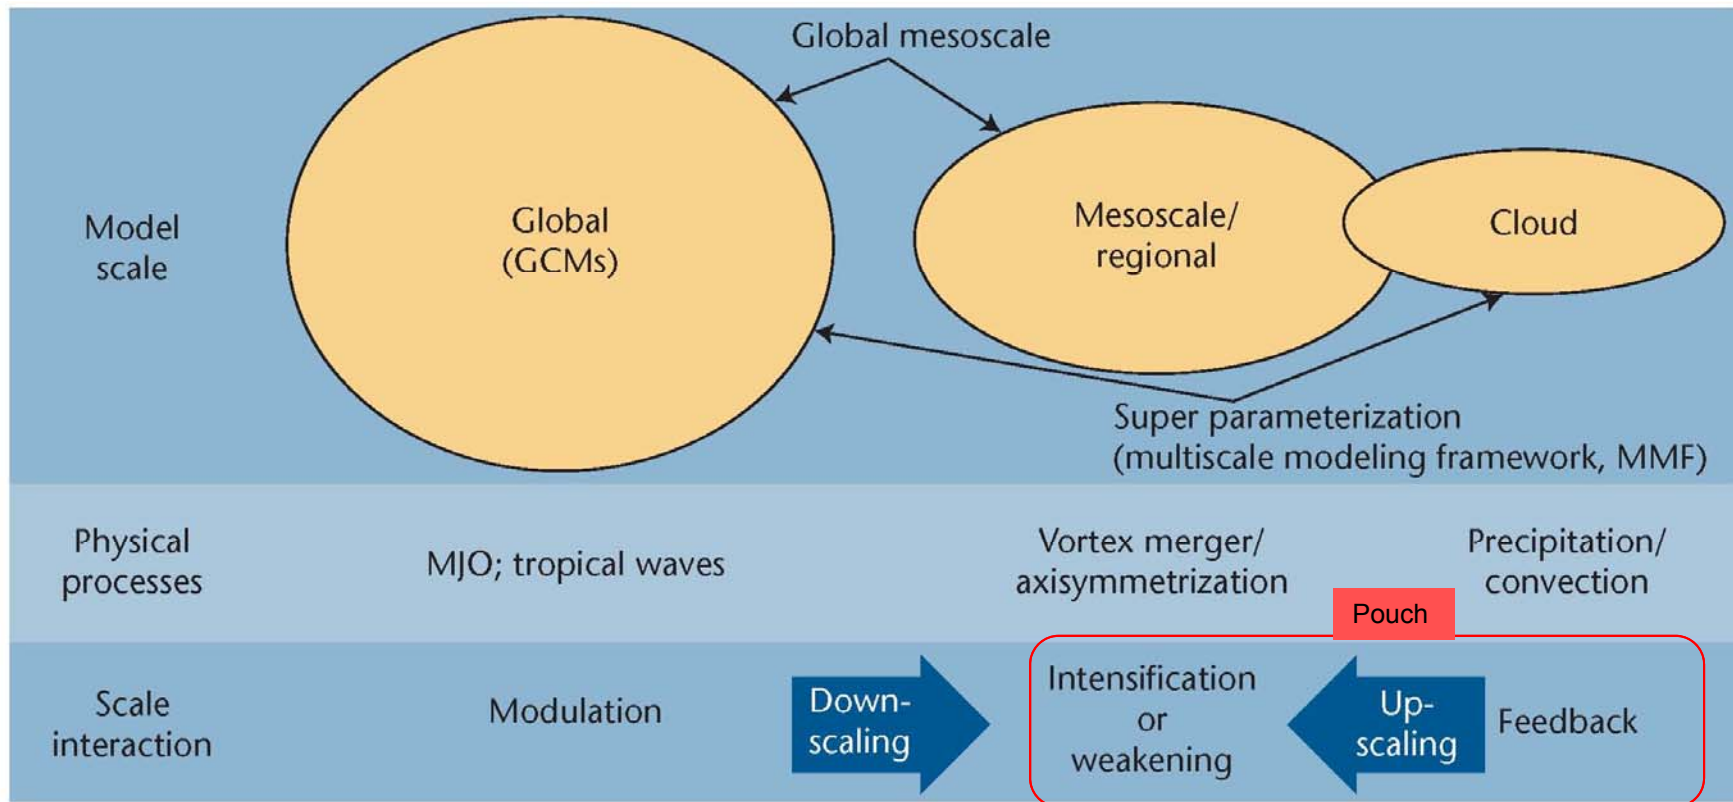 Global mesoscale
Model
scale
Global
(GCMs)
Mesoscale/
regional
Cloud
Super parameterization
(multiscale modeling framework, MMF)
Physical
processes
MJO; tropical waves
Vortex merger/
axisymmetrization
Precipitation/
convection
Pouch
Scale
interaction
Modulation
Down-
scaling
Intensification
or
weakening
Up-
scaling
Feedback